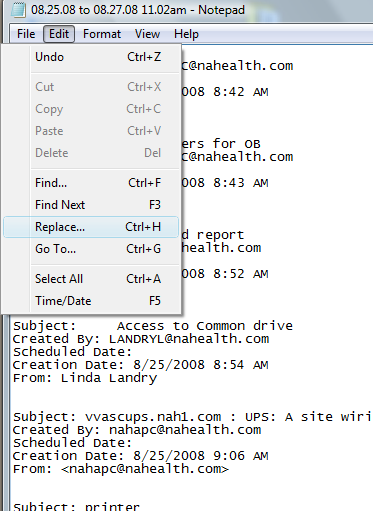 08.25.08 to 08.27.08 11.02am - Notepad
File Edit Format View Help
Undo Ctrl+Z
Cut Ctrl+X
Copy Ctrl+C
Paste Ctrl+V
Delete Del
Find... Ctrl+F
Find Next F3
Replace... Ctrl+H
Go To... Ctrl+G
Select All Ctrl+A
Time/Date F5
c@nahealth.com
2008 8:42 AM
ers for OB
c@nahealth.com
2008 8:43 AM
d report
ealth.com
2008 8:52 AM
Subject: Access to Common drive
Created By: LANDRYL@nahealth.com
Scheduled Date:
Creation Date: 8/25/2008 8:54 AM
From: Linda Landry
Subject: vvascups.nah1.com : UPS: A site wiri
Created By: nahapc@nahealth.com
Scheduled Date:
Creation Date: 8/25/2008 9:06 AM
From: <nahapc@nahealth.com>
Subject: printer